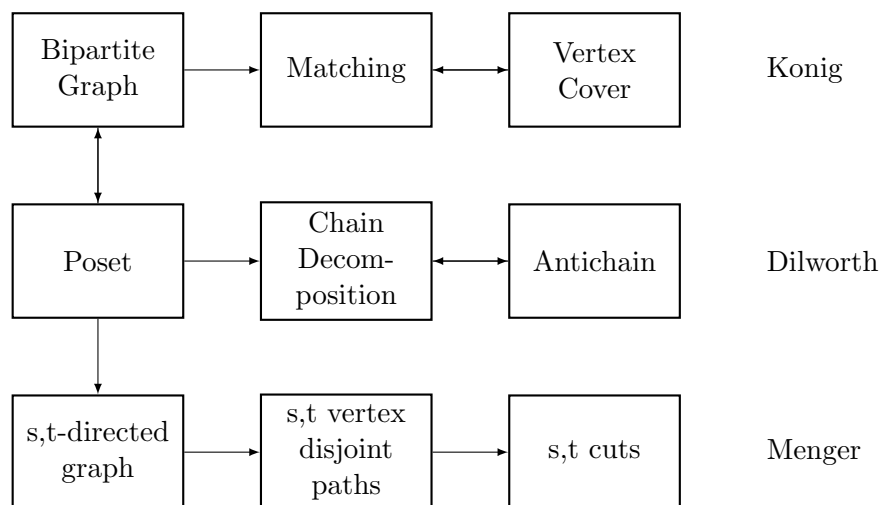 Bipartite
Graph
Matching
Vertex
Cover
Konig
Poset
Chain
Decom-
position
Antichain
Dilworth
s,t-directed
graph
s,t vertex
disjoint
paths
s,t cuts
Menger